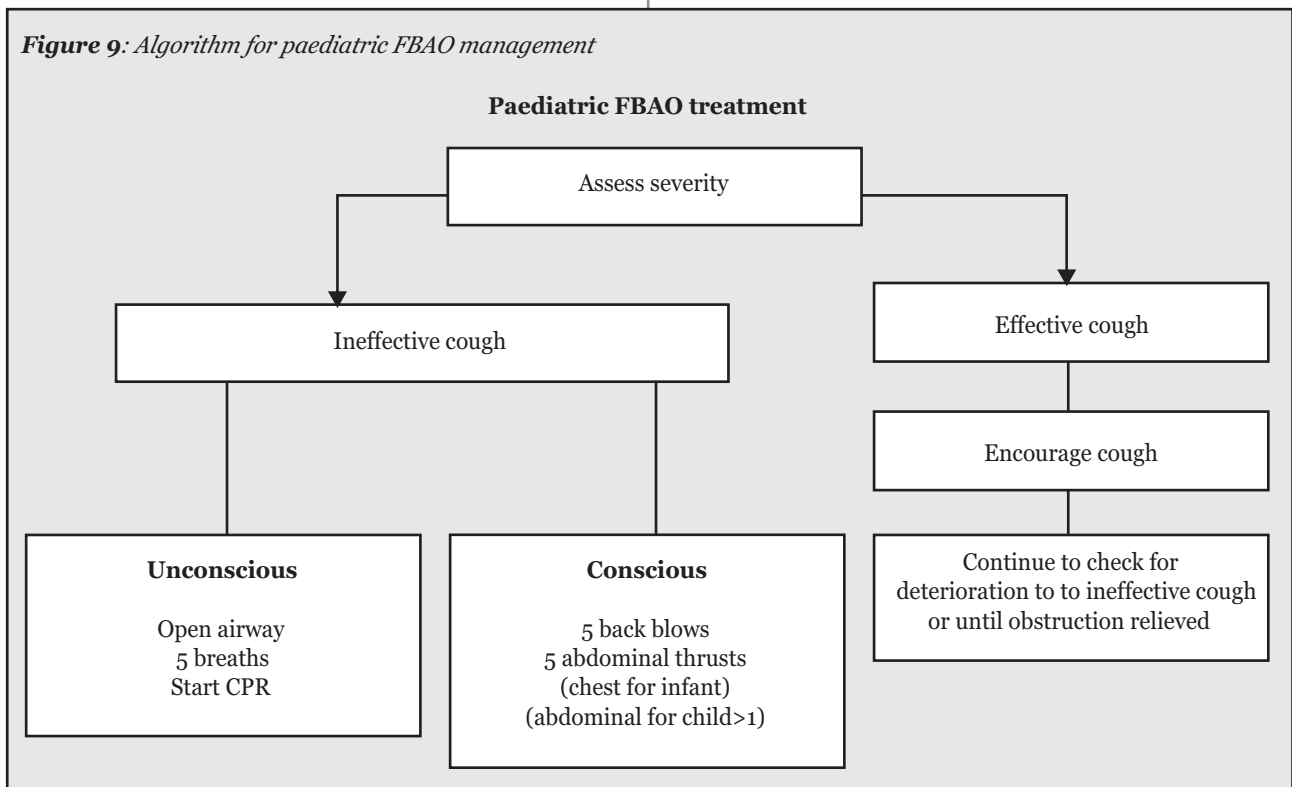 Figure 9: Algorithm for paediatric FBAO management
Paediatric FBAO treatment
Assess severity
Ineffective cough
Effective cough
Encourage cough
Unconscious
Open airway
5 breaths
Start CPR
Conscious
5 back blows
5 abdominal thrusts
(chest for infant)
(abdominal for child>1)
Continue to check for
deterioration to to ineffective cough
or until obstruction relieved